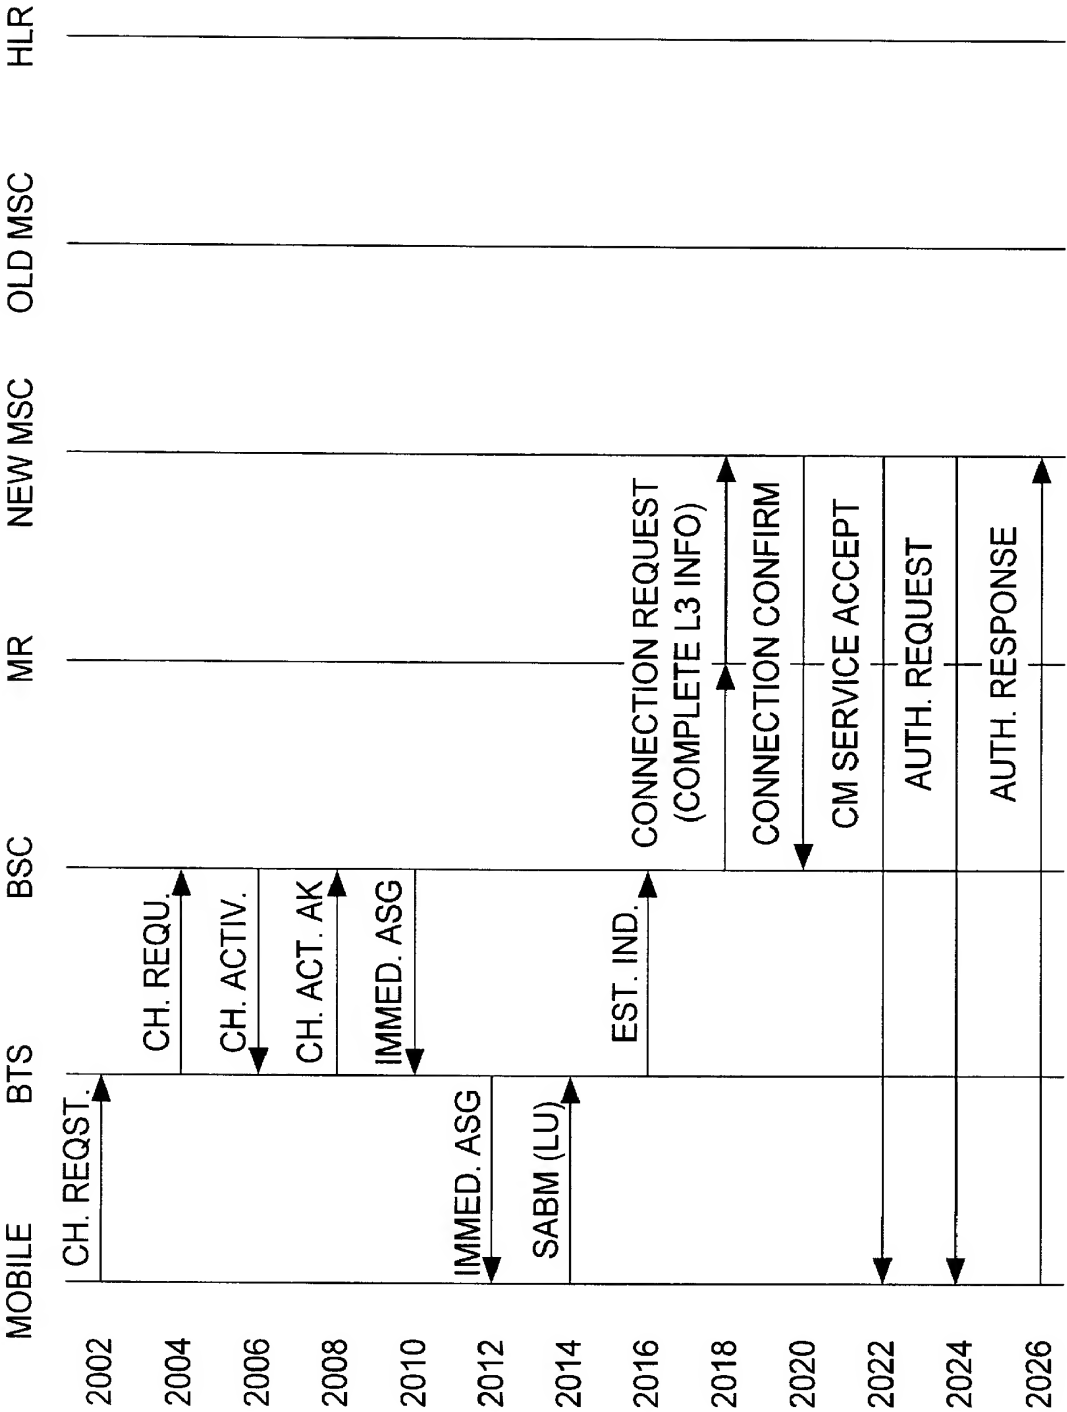 MOBILE BTS BSC MR NEW MSC OLD MSC HLR
2002 CH. REQST.
2004 CH. REQU.
2006 CH. ACTIV.
2008 CH. ACT. AK
2010 IMMED. ASG
2012 IMMED. ASG
2014 SABM (LU)
2016 EST. IND.
2018 CONNECTION REQUEST
(COMPLETE L3 INFO)
2020 CONNECTION CONFIRM
2022 CM SERVICE ACCEPT
2024 AUTH. REQUEST
2026 AUTH. RESPONSE